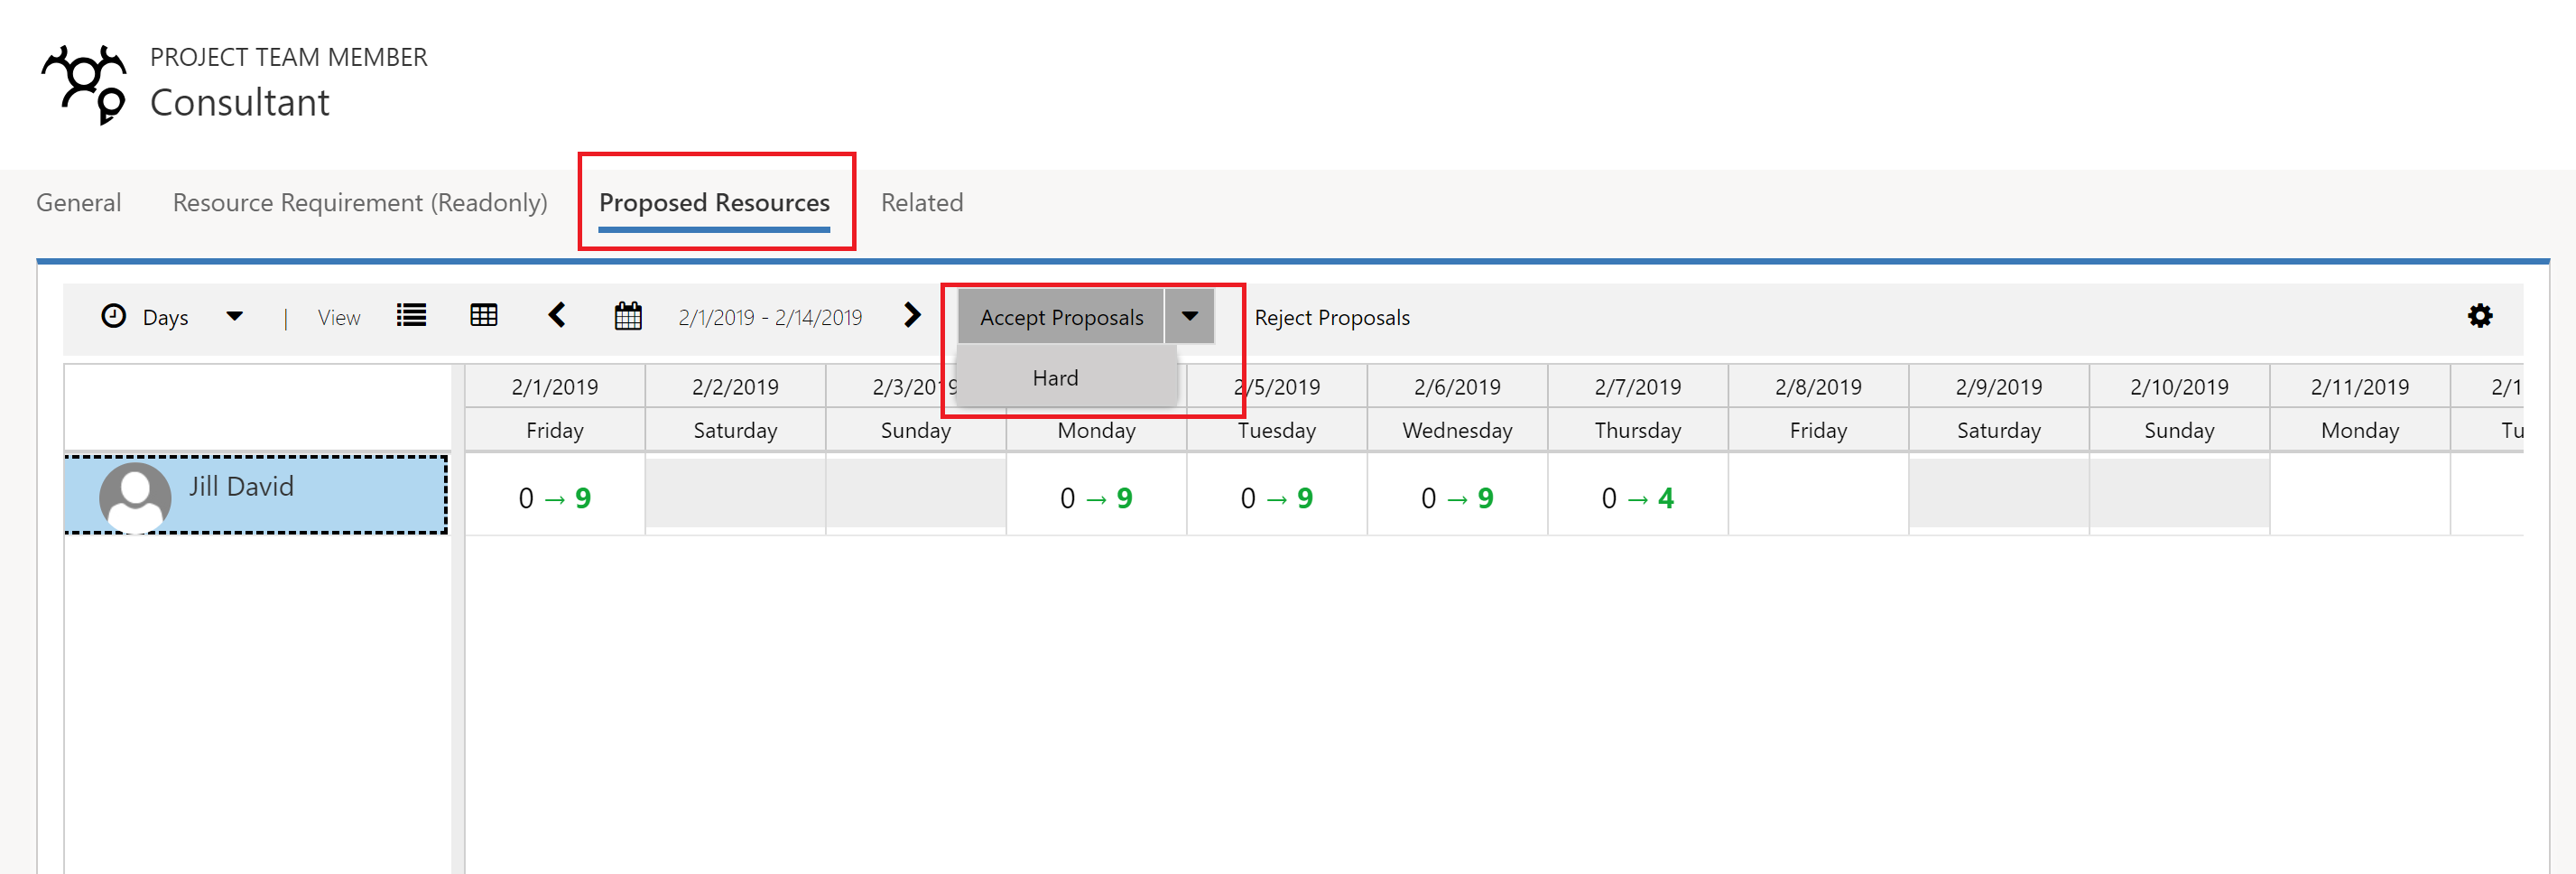 PROJECT TEAM MEMBER
Consultant
General Resource Requirement (Readonly) Proposed Resources Related
Days | View 2/1/2019 - 2/14/2019 Accept Proposals Reject Proposals
Hard
2/1/2019 2/2/2019 2/3/2019 2/5/2019 2/6/2019 2/7/2019 2/8/2019 2/9/2019 2/10/2019 2/11/2019 2/1
Friday Saturday Sunday Monday Tuesday Wednesday Thursday Friday Saturday Sunday Monday Tu
Jill David 0 → 9 0 → 9 0 → 9 0 → 9 0 → 4